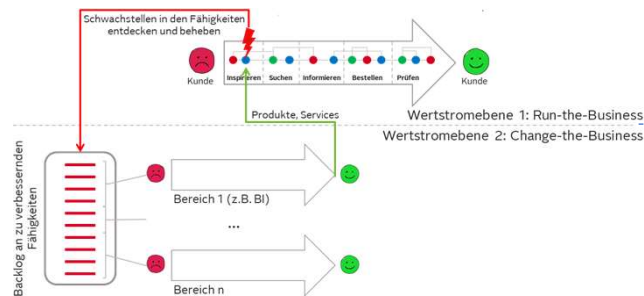 Schwachstellen in den Fähigkeiten
entdecken und beheben
Kunde
Inspirieren
Suchen
Informieren
Bestellen
Prüfen
Kunde
Produkte, Services
Wertstromebene 1: Run-the-Business
Wertstromebene 2: Change-the-Business
Backlog an zu verbessernden
Fähigkeiten
Bereich 1 (z.B. BI)
...
Bereich n